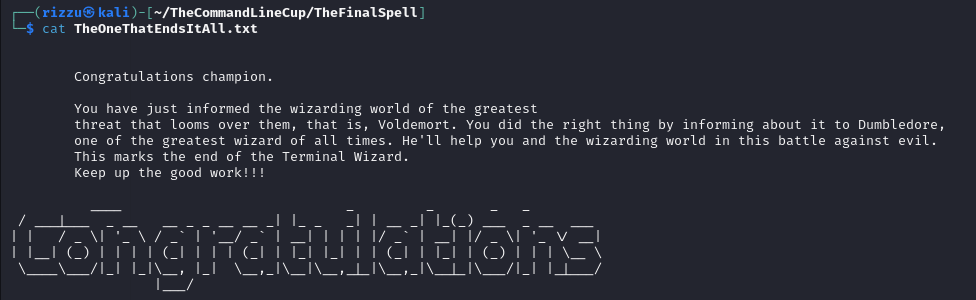 ┌──(rizzu㉿kali)-[~/TheCommandLineCup/TheFinalSpell]
└─$ cat TheOneThatEndsItAll.txt
Congratulations champion.
You have just informed the wizarding world of the greatest
threat that looms over them, that is, Voldemort. You did the right thing by informing about it to Dumbledore,
one of the greatest wizard of all times. He'll help you and the wizarding world in this battle against evil.
This marks the end of the Terminal Wizard.
Keep up the good work!!!
Congratulations